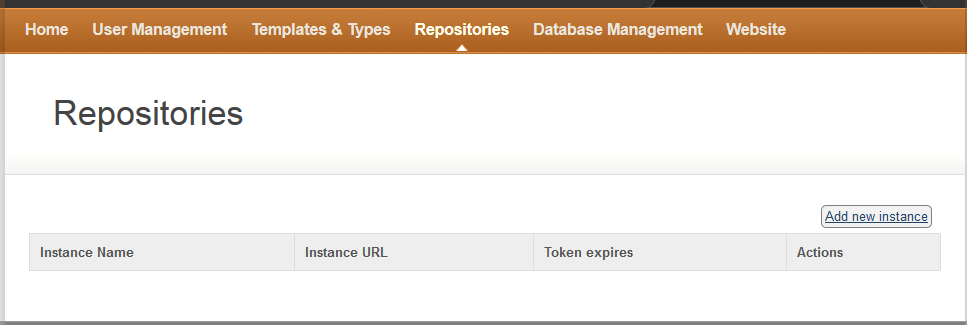 Home User Management Templates & Types Repositories Database Management Website
Repositories
Add new instance
Instance Name Instance URL Token expires Actions